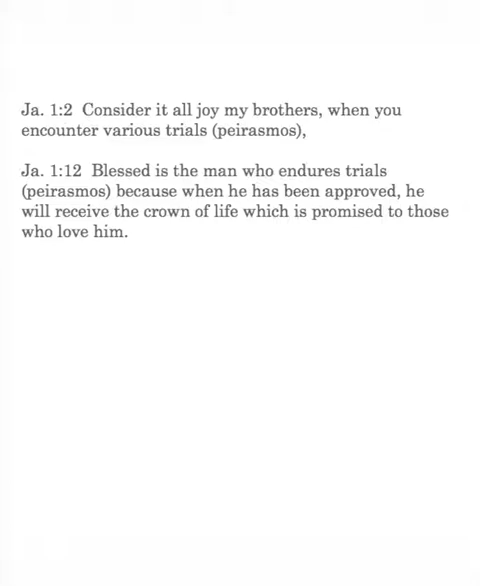 Ja. 1:2  Consider it all joy my brothers, when you
encounter various trials (peirasmos),
Ja. 1:12  Blessed is the man who endures trials
(peirasmos) because when he has been approved, he
will receive the crown of life which is promised to those
who love him.